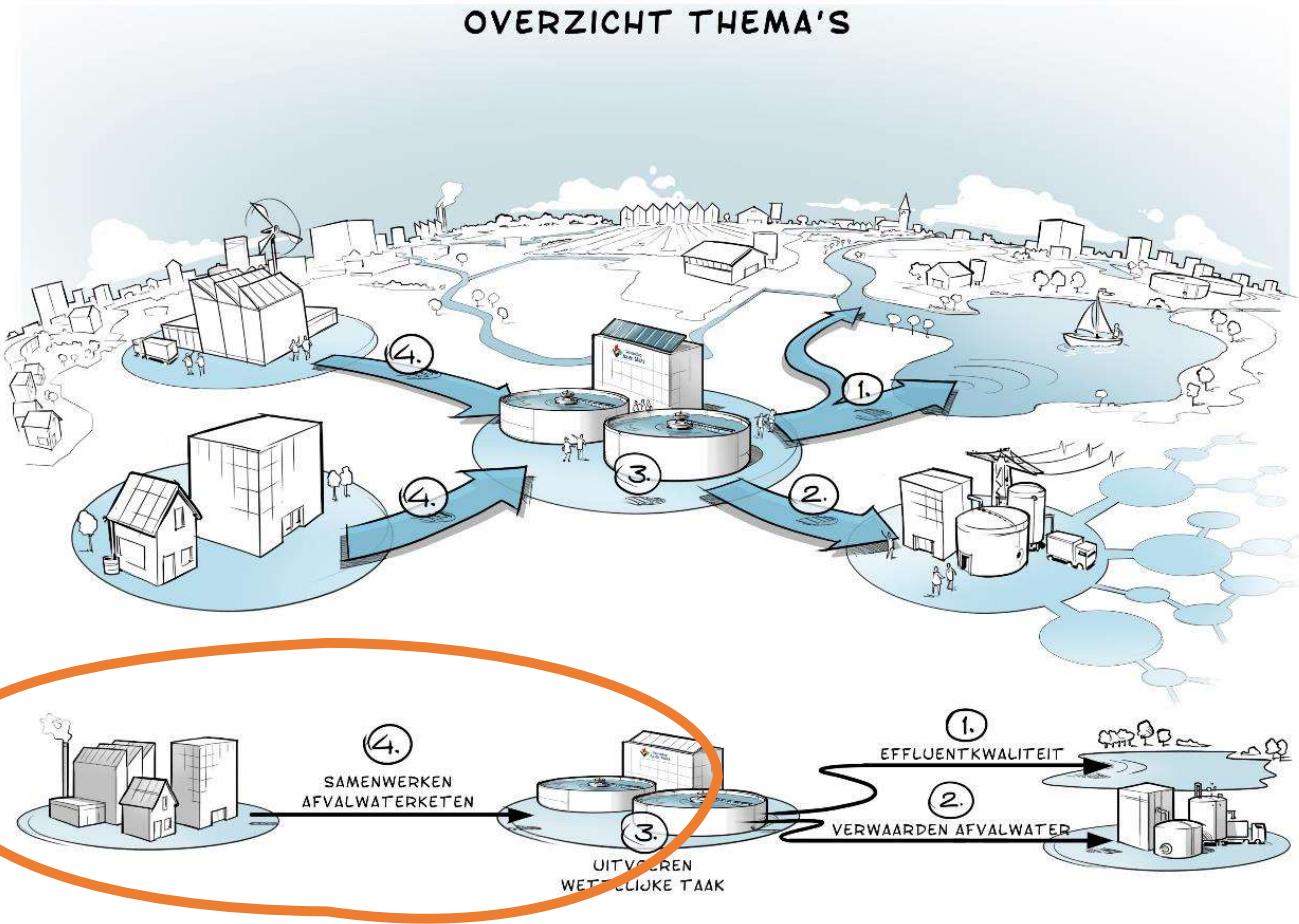 OVERZICHT THEMA'S
4.
1.
4.
3.
2.
4.
SAMENWERKEN
AFVALWATERKETEN
3.
UITVOEREN
WETTELIJKE TAAK
1.
EFFLUENTKWALITEIT
2.
VERWAARDEN AFVALWATER